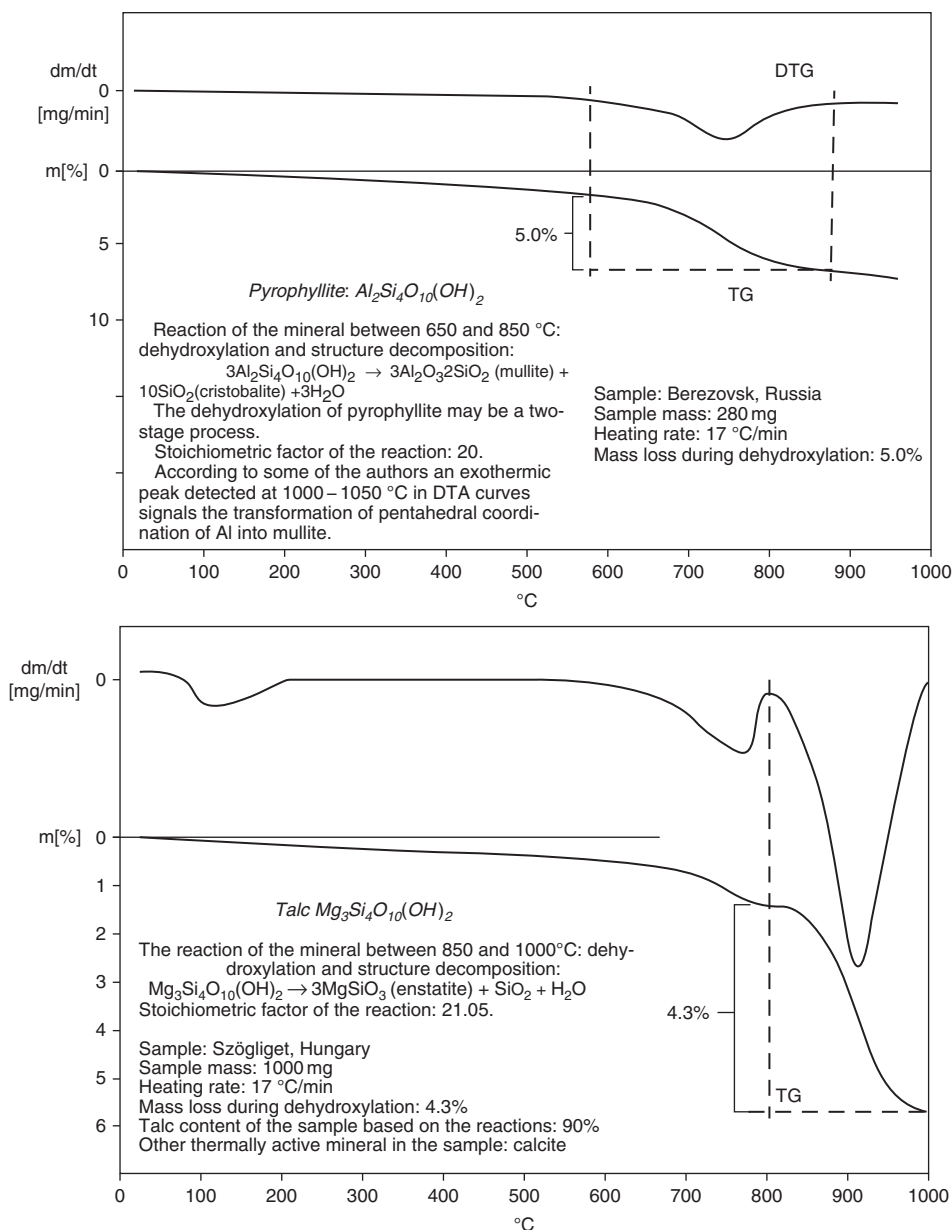 dm/dt
0
[mg/min]
DTG
m[%] 0
5.0%
5
TG
10
Pyrophyllite: Al₂Si₄O₁₀(OH)₂
Reaction of the mineral between 650 and 850 °C:
dehydroxylation and structure decomposition:
3Al₂Si₄O₁₀(OH)₂ → 3Al₂O₃2SiO₂ (mullite) +
10SiO₂(cristobalite) +3H₂O
The dehydroxylation of pyrophyllite may be a two-
stage process.
Stoichiometric factor of the reaction: 20.
According to some of the authors an exothermic
peak detected at 1000 – 1050 °C in DTA curves
signals the transformation of pentahedral coordi-
nation of Al into mullite.
Sample: Berezovsk, Russia
Sample mass: 280 mg
Heating rate: 17 °C/min
Mass loss during dehydroxylation: 5.0%
0 100 200 300 400 500 600 700 800 900 1000
°C
dm/dt
[mg/min]
0
m[%] 0
1
2
3
4
5
6
Talc Mg₃Si₄O₁₀(OH)₂
The reaction of the mineral between 850 and 1000°C: dehy-
droxylation and structure decomposition:
Mg₃Si₄O₁₀(OH)₂ → 3MgSiO₃ (enstatite) + SiO₂ + H₂O
Stoichiometric factor of the reaction: 21.05.
4.3%
Sample: Szögliget, Hungary
Sample mass: 1000 mg
Heating rate: 17 °C/min
Mass loss during dehydroxylation: 4.3%
Talc content of the sample based on the reactions: 90%
Other thermally active mineral in the sample: calcite
TG
0 100 200 300 400 500 600 700 800 900 1000
°C